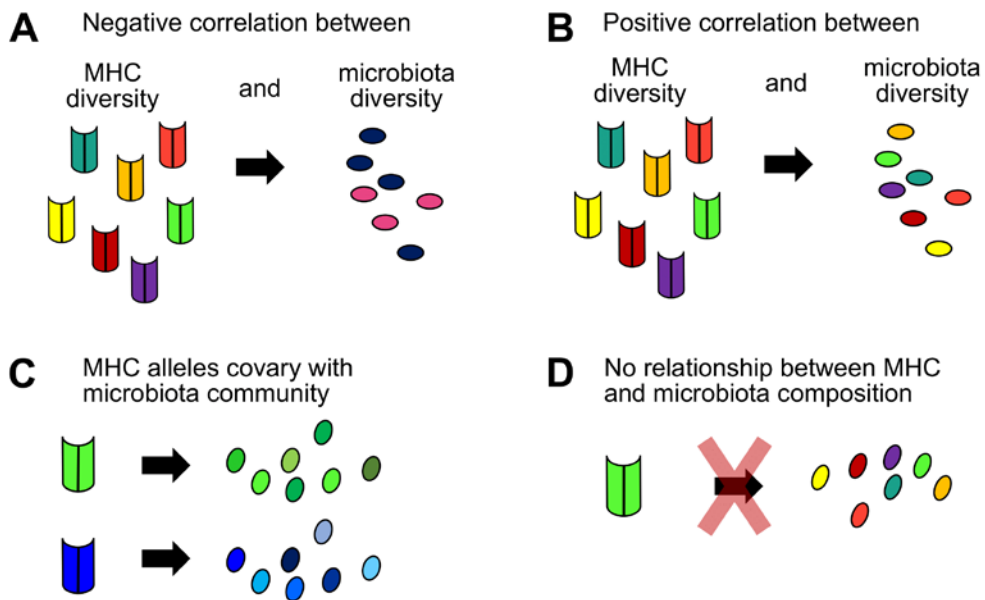 A Negative correlation between
MHC diversity and microbiota diversity
B Positive correlation between
MHC diversity and microbiota diversity
C MHC alleles covary with
microbiota community
D No relationship between MHC
and microbiota composition